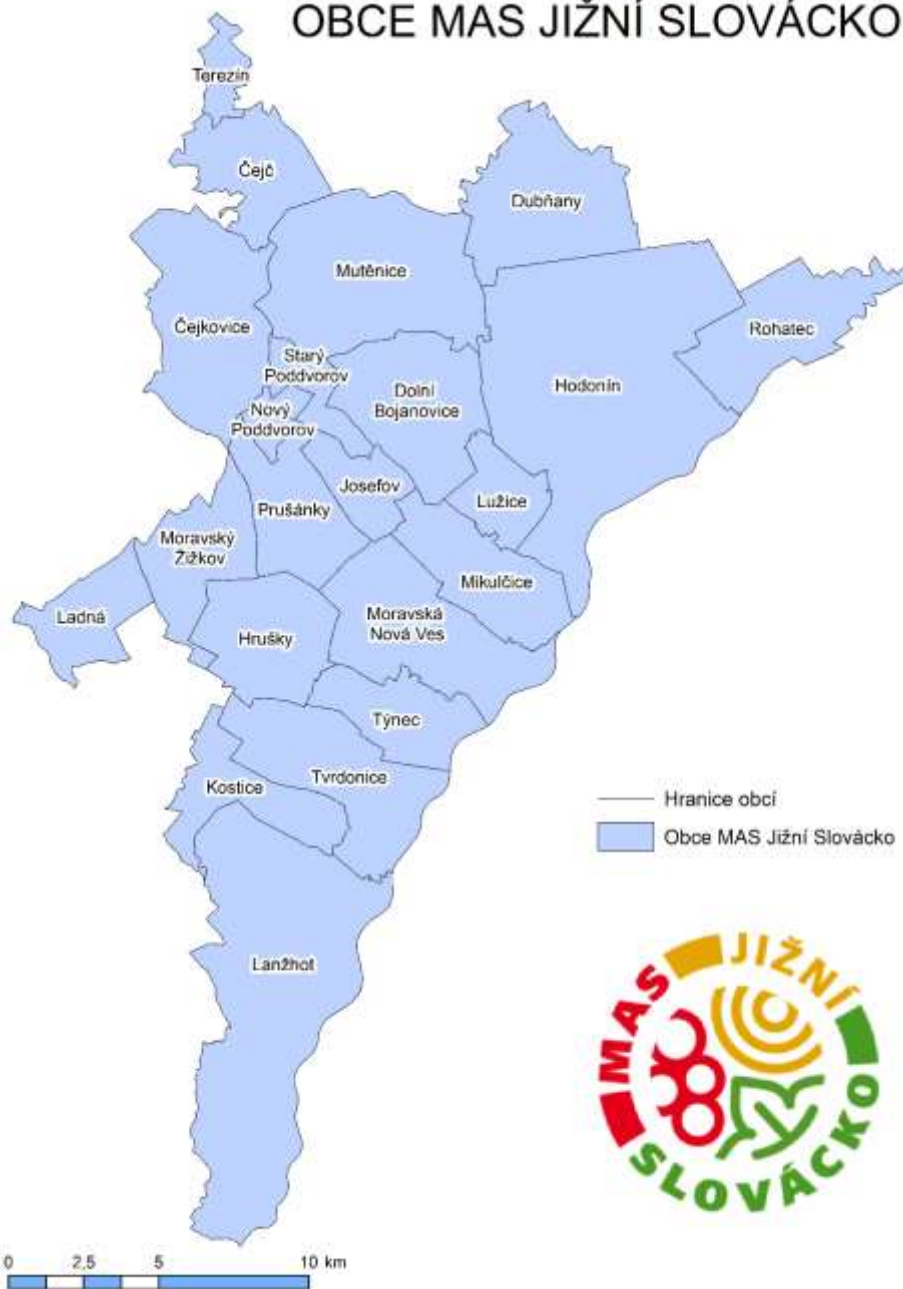 OBCE MAS JIŽNÍ SLOVÁCKO
Terezín
Čejč
Dubňany
Mutěnice
Čejkovice
Rohatec
Starý
Poddvorov
Hodonín
Dolní
Bojanovice
Nový
Poddvorov
Josefov
Lužice
Prušánky
Moravský
Žižkov
Mikulčice
Ladná
Moravská
Nová Ves
Hrušky
Týnec
Tvrdonice
Kostice
Hranice obcí
Obce MAS Jižní Slovácko
Lanžhot
MAS JIŽNÍ
SLOVÁCKO
0 2,5 5 10 km